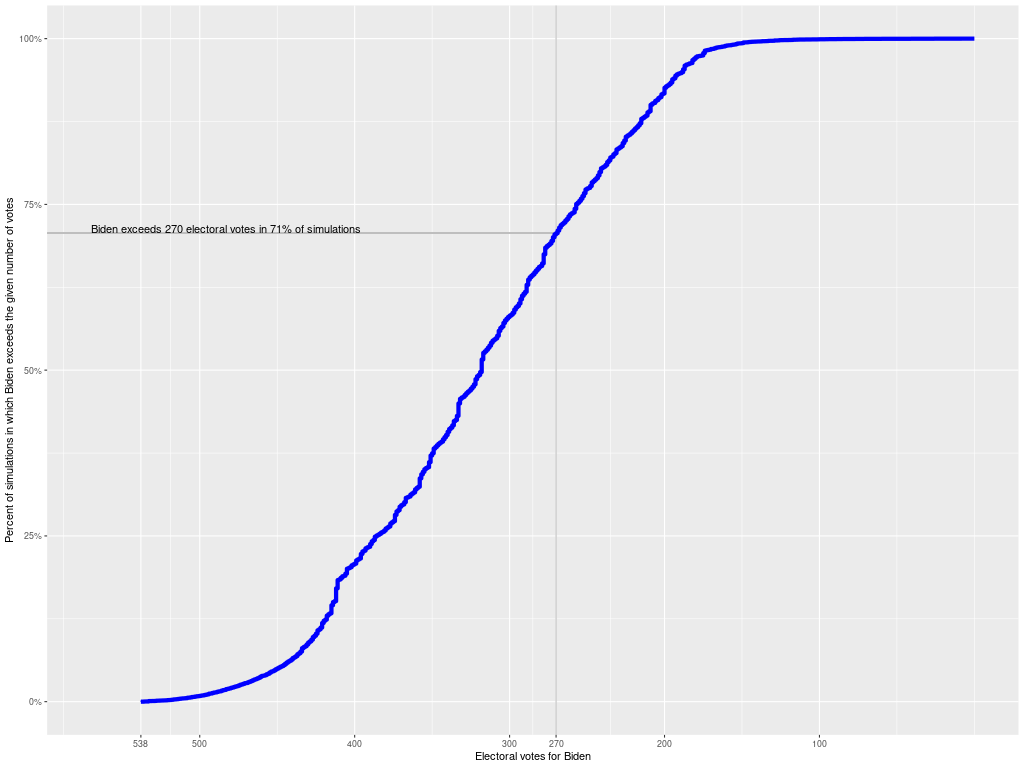 100%
75%
Biden exceeds 270 electoral votes in 71% of simulations
50%
25%
0%
Percent of simulations in which Biden exceeds the given number of votes
538 500 400 300 270 200 100
Electoral votes for Biden